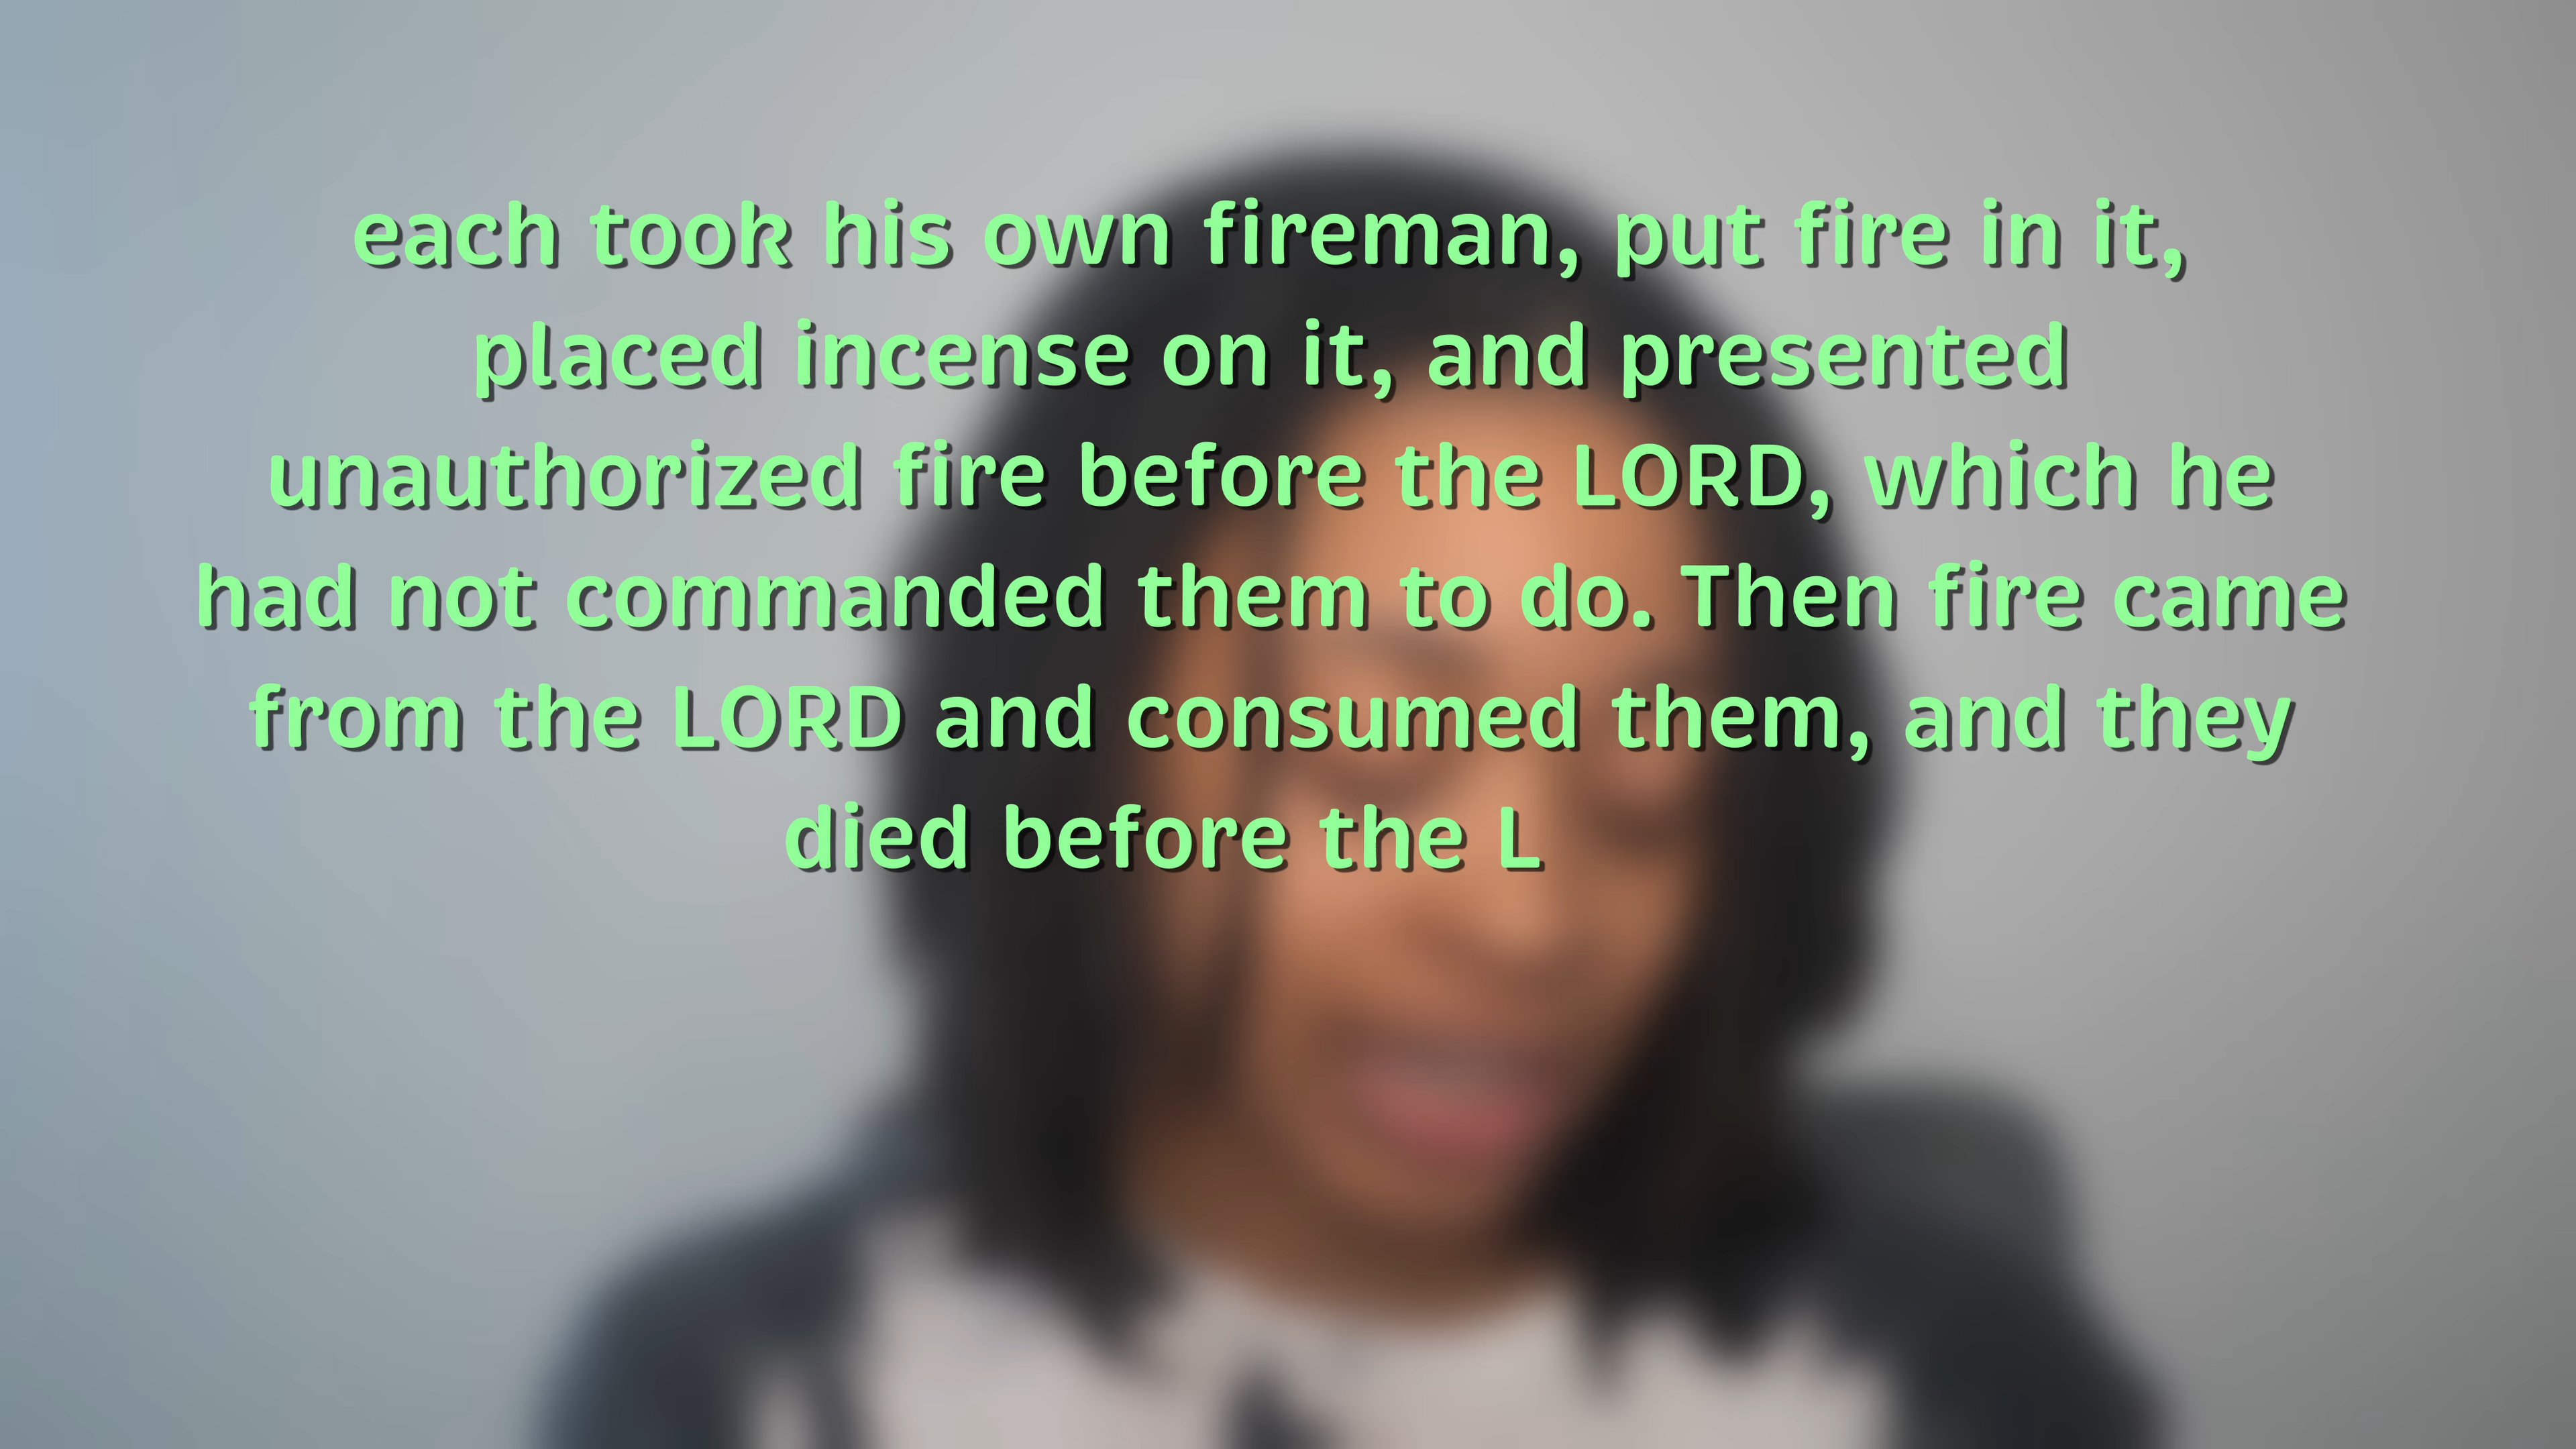 each took his own fireman, put fire in it,
placed incense on it, and presented
unauthorized fire before the LORD, which he
had not commanded them to do. Then fire came
from the LORD and consumed them, and they
died before the L